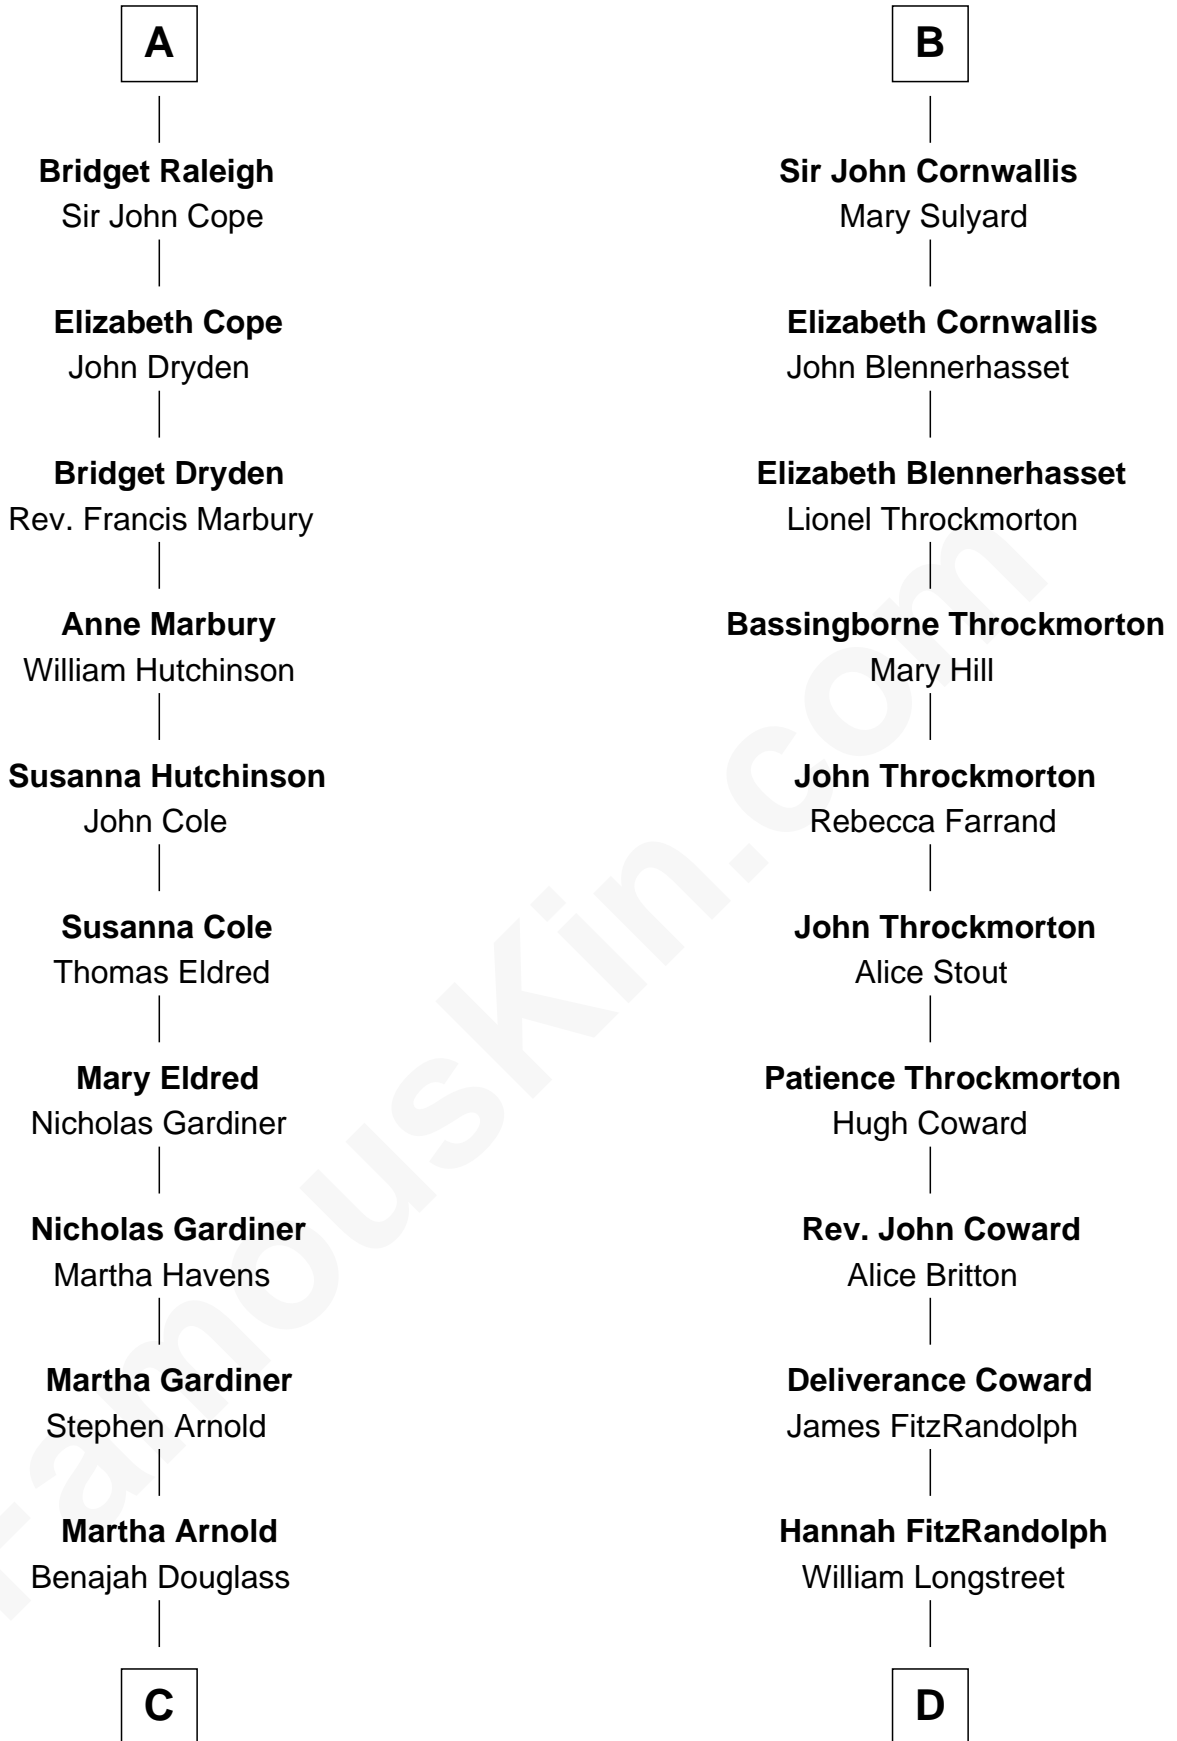 A
Bridget Raleigh
Sir John Cope
Elizabeth Cope
John Dryden
Bridget Dryden
Rev. Francis Marbury
Anne Marbury
William Hutchinson
Susanna Hutchinson
John Cole
Susanna Cole
Thomas Eldred
Mary Eldred
Nicholas Gardiner
Nicholas Gardiner
Martha Havens
Martha Gardiner
Stephen Arnold
Martha Arnold
Benajah Douglass
C
B
Sir John Cornwallis
Mary Sulyard
Elizabeth Cornwallis
John Blennerhasset
Elizabeth Blennerhasset
Lionel Throckmorton
Bassingborne Throckmorton
Mary Hill
John Throckmorton
Rebecca Farrand
John Throckmorton
Alice Stout
Patience Throckmorton
Hugh Coward
Rev. John Coward
Alice Britton
Deliverance Coward
James FitzRandolph
Hannah FitzRandolph
William Longstreet
D
FamousKin.com